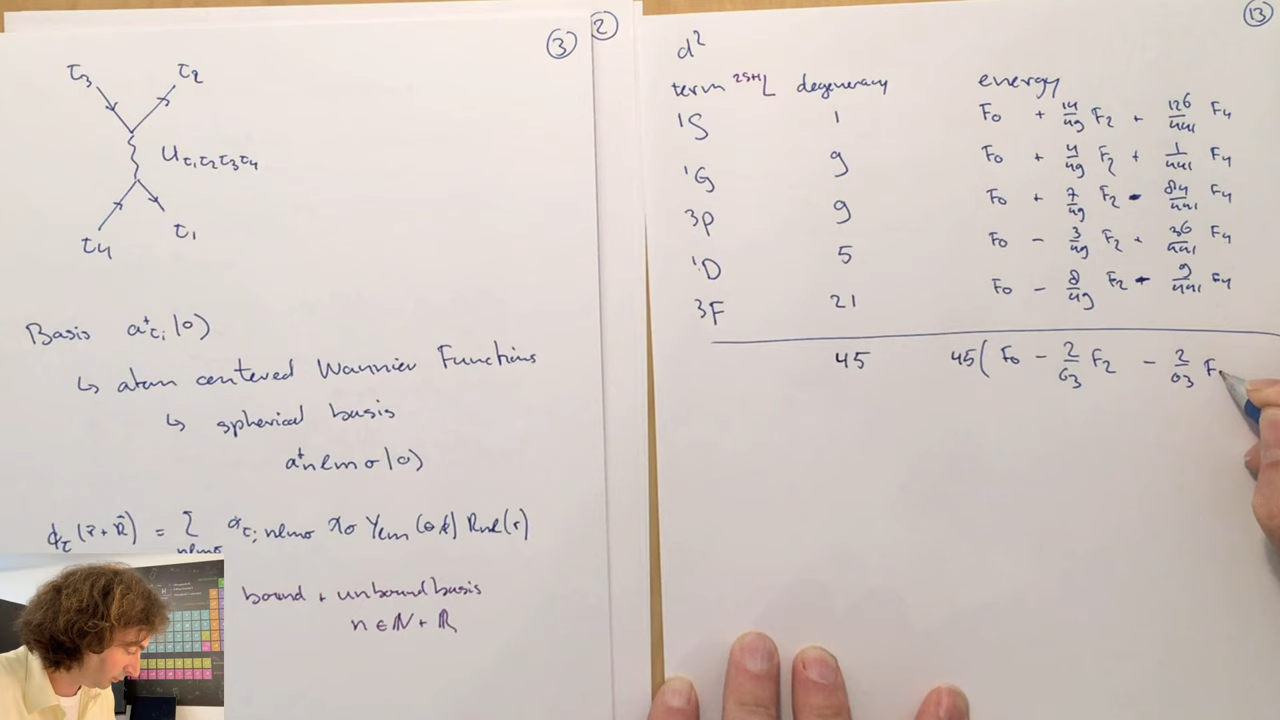 ③
②
τ₃ τ₂
U τ₁τ₂τ₃τ₄
τ₄ τ₁
Basis a⁺τᵢ|0⟩
↳ atom centered Wannier Functions
↳ spherical basis
a⁺nlmσ|0⟩
ϕτ(r⃗+R⃗) = Σ nlmσ ατ;nlmσ χσ Ylm(θϕ) Rnl(r)
bound + unbound basis
n ∈ ℕ + ℝ
⑬
d²
term ²ˢ⁺¹L degeneracy energy
¹S 1 F₀ + 14/49 F₂ + 126/441 F₄
¹G 9 F₀ + 4/49 F₂ + 1/441 F₄
³P 9 F₀ + 7/49 F₂ - 84/441 F₄
¹D 5 F₀ - 3/49 F₂ + 36/441 F₄
³F 21 F₀ - 8/49 F₂ - 9/441 F₄
45 45( F₀ - 2/63 F₂ - 2/63 F